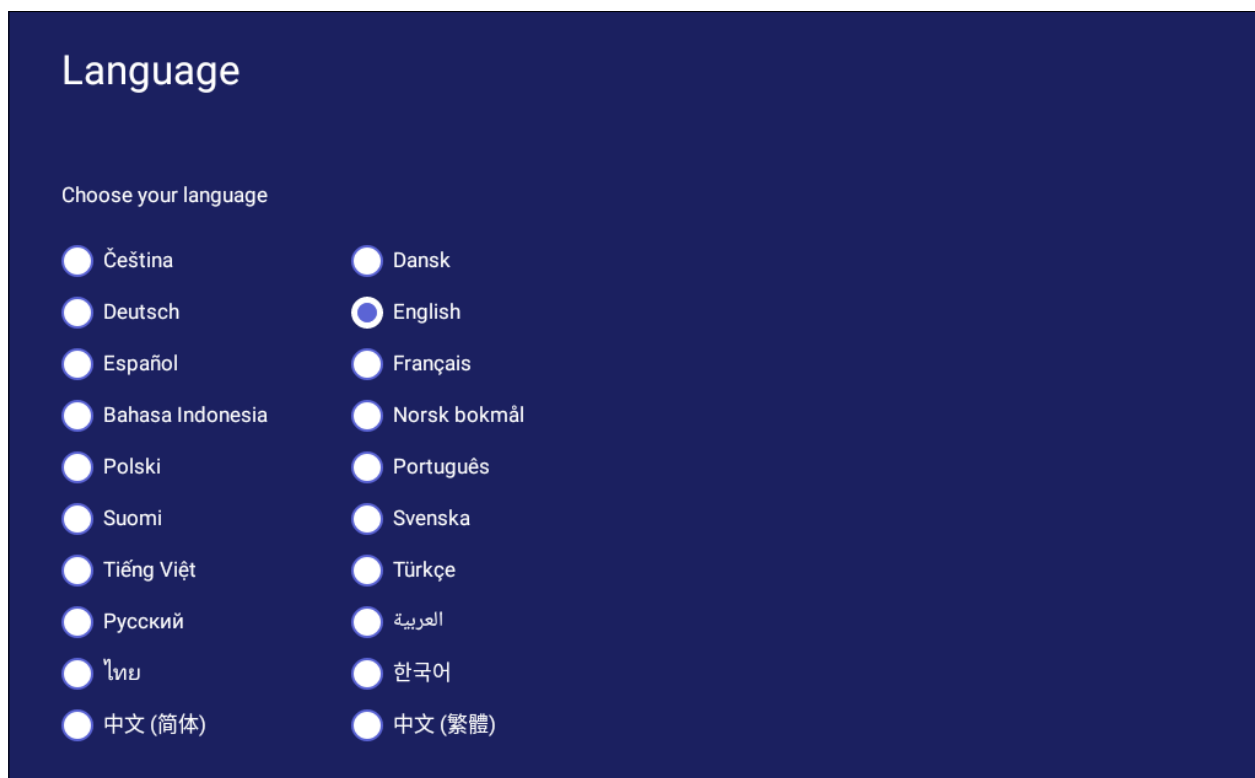 Language
Choose your language
Čeština Dansk
Deutsch English
Español Français
Bahasa Indonesia Norsk bokmål
Polski Português
Suomi Svenska
Tiếng Việt Türkçe
Русский العربية
ไทย 한국어
中文 (简体) 中文 (繁體)